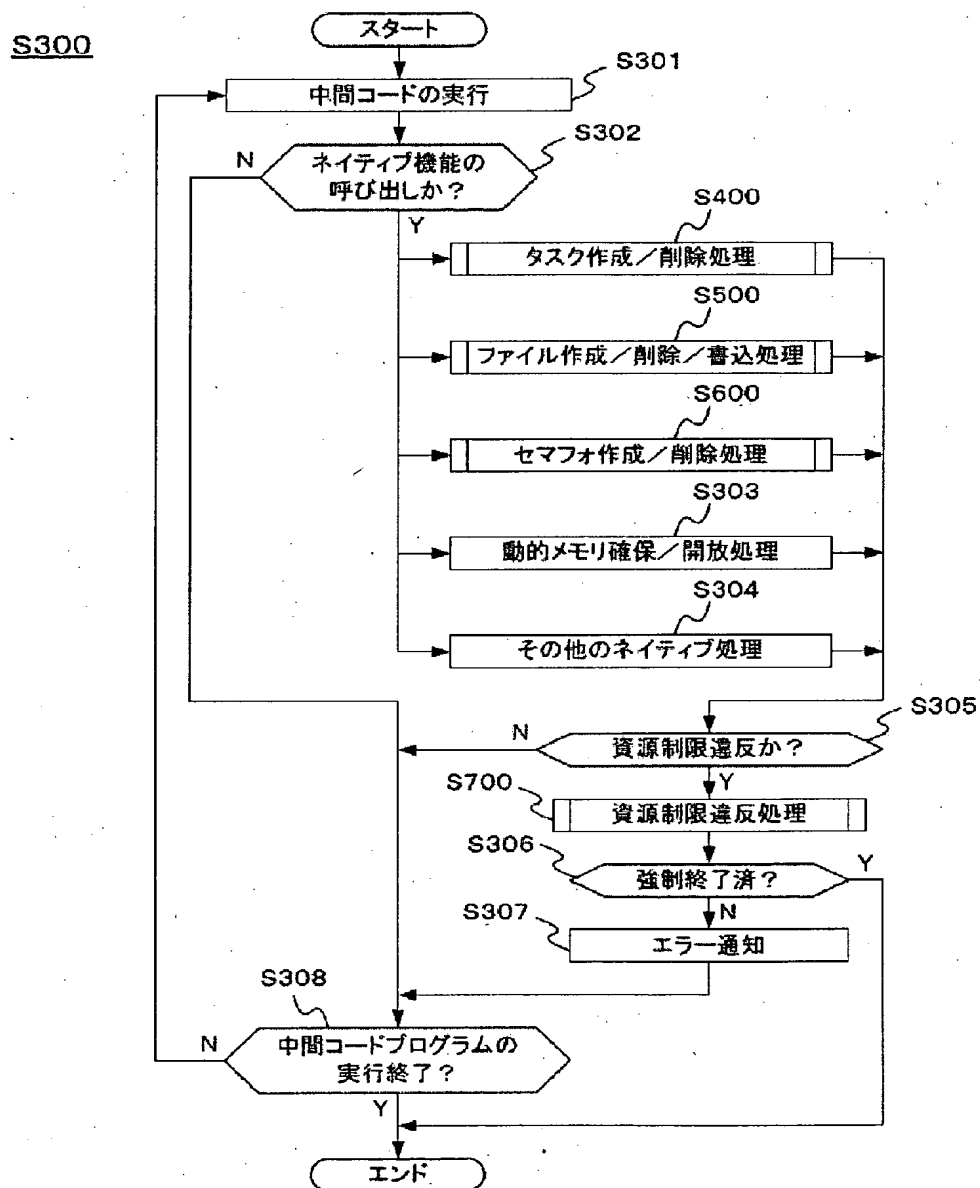 S300
スタート
S301
中間コードの実行
S302
N
ネイティブ機能の
呼び出しか？
Y
S400
タスク作成／削除処理
S500
ファイル作成／削除／書込処理
S600
セマフォ作成／削除処理
S303
動的メモリ確保／開放処理
S304
その他のネイティブ処理
S305
N
資源制限違反か？
Y
S700
資源制限違反処理
S306
強制終了済？
Y
N
S307
エラー通知
S308
N
中間コードプログラムの
実行終了？
Y
エンド